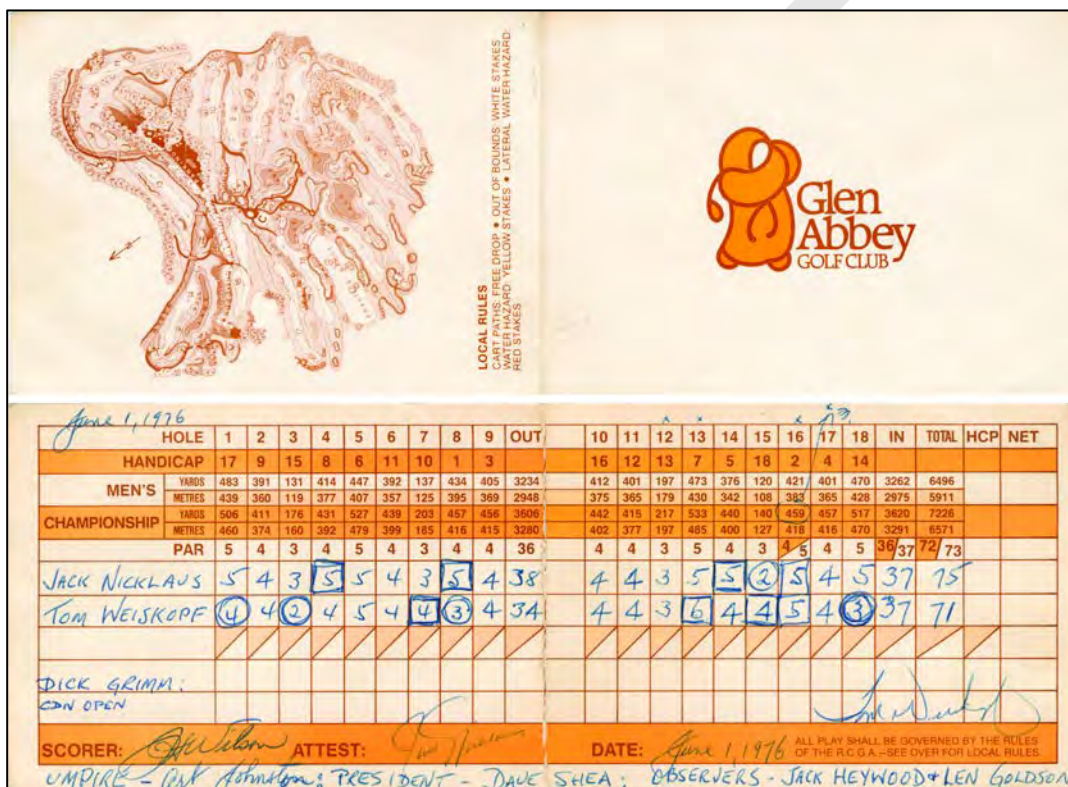 LOCAL RULES
CART PATHS: FREE DROP • OUT OF BOUNDS: WHITE STAKES
WATER HAZARD: YELLOW STAKES • LATERAL WATER HAZARD:
RED STAKES
Glen
Abbey
GOLF CLUB
June 1, 1976
HOLE 1 2 3 4 5 6 7 8 9 OUT 10 11 12 13 14 15 16 17 18 IN TOTAL HCP NET
HANDICAP 17 9 15 8 6 11 10 1 3 16 12 13 7 5 18 2 4 14
MEN'S YARDS 483 391 131 414 447 392 137 434 405 3234 412 401 197 473 376 120 421 401 470 3262 6496
METRES 439 360 119 377 407 357 125 395 369 2948 375 365 179 430 342 108 383 365 428 2975 5911
CHAMPIONSHIP YARDS 506 411 176 431 527 439 203 457 456 3606 442 415 217 533 440 140 459 457 517 3620 7226
METRES 460 374 160 392 479 399 185 416 415 3280 402 377 197 485 400 127 418 416 470 3291 6571
PAR 5 4 3 4 5 4 3 4 4 36 4 4 3 5 4 3 4/5 4 5 36/37 72/73
JACK NICKLAUS 5 4 3 5 5 4 3 5 4 38 4 4 3 5 5 2 5 4 5 37 75
TOM WEISKOPF 4 4 2 4 5 4 4 3 4 34 4 4 3 6 4 4 5 4 3 37 71
DICK GRIMM:
CDN OPEN
SCORER: Wilson ATTEST: DATE: June 1, 1976 ALL PLAY SHALL BE GOVERNED BY THE RULES
OF THE R.C.G.A.—SEE OVER FOR LOCAL RULES.
UMPIRE - Johnston: PRESIDENT - DAVE SHEA: OBSERVERS - JACK HEYWOOD & LEN GOLDSON